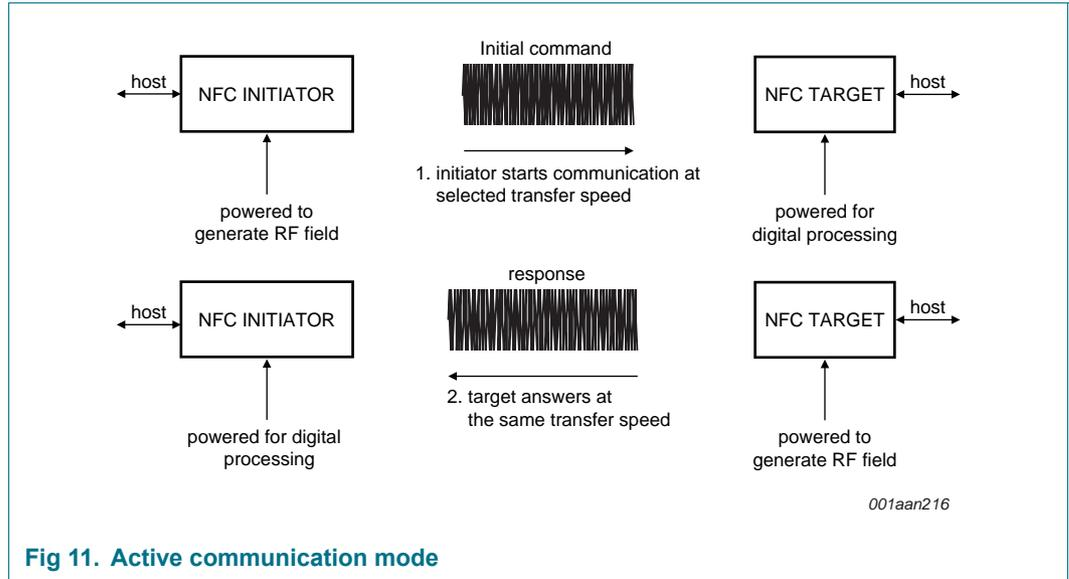 Initial command
host
NFC INITIATOR
NFC TARGET
host
1. initiator starts communication at
selected transfer speed
powered to
generate RF field
powered for
digital processing
response
host
NFC INITIATOR
NFC TARGET
host
2. target answers at
the same transfer speed
powered for digital
processing
powered to
generate RF field
001aan216
Fig 11. Active communication mode